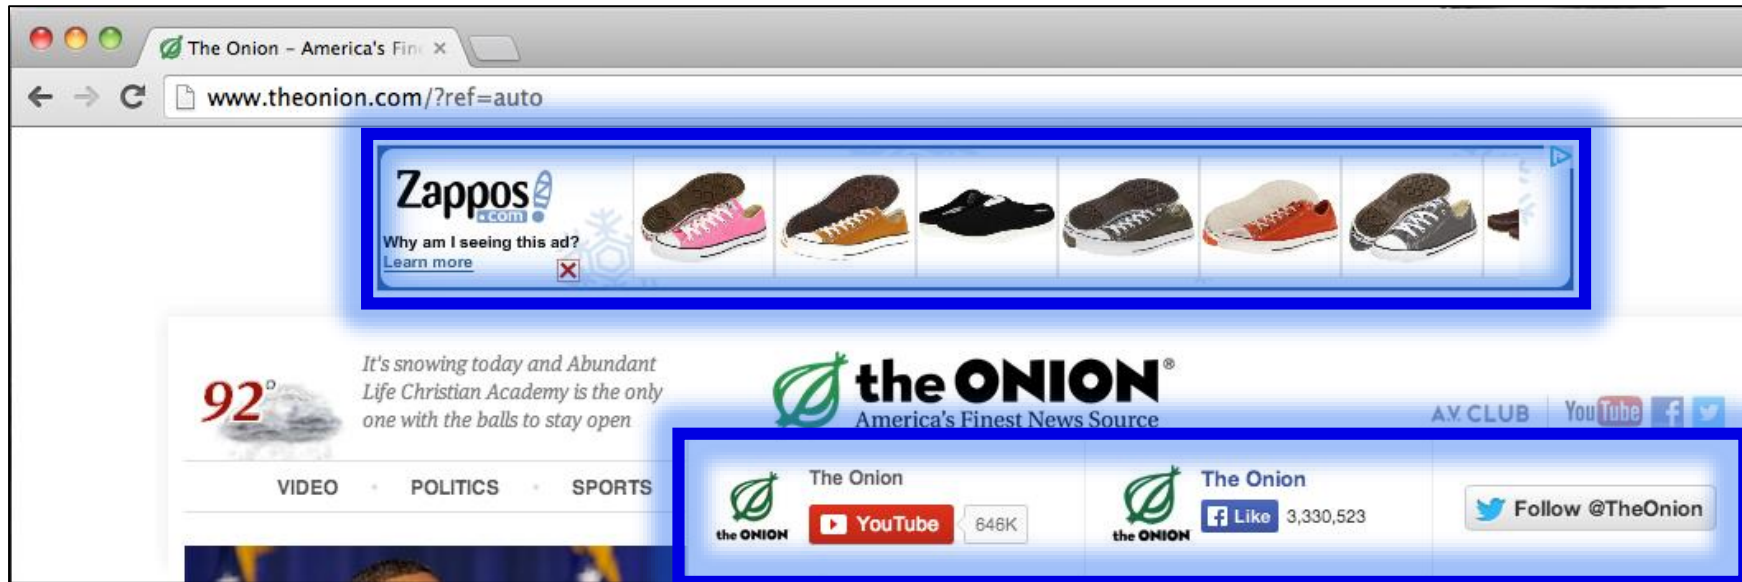 The Onion - America's Fin
www.theonion.com/?ref=auto
Zappos
.com
Why am I seeing this ad?
Learn more
92°
It's snowing today and Abundant
Life Christian Academy is the only
one with the balls to stay open
the ONION®
America's Finest News Source
A.V. CLUB
YouTube
VIDEO • POLITICS • SPORTS
the ONION
The Onion
YouTube 646K
the ONION
The Onion
Like 3,330,523
Follow @TheOnion